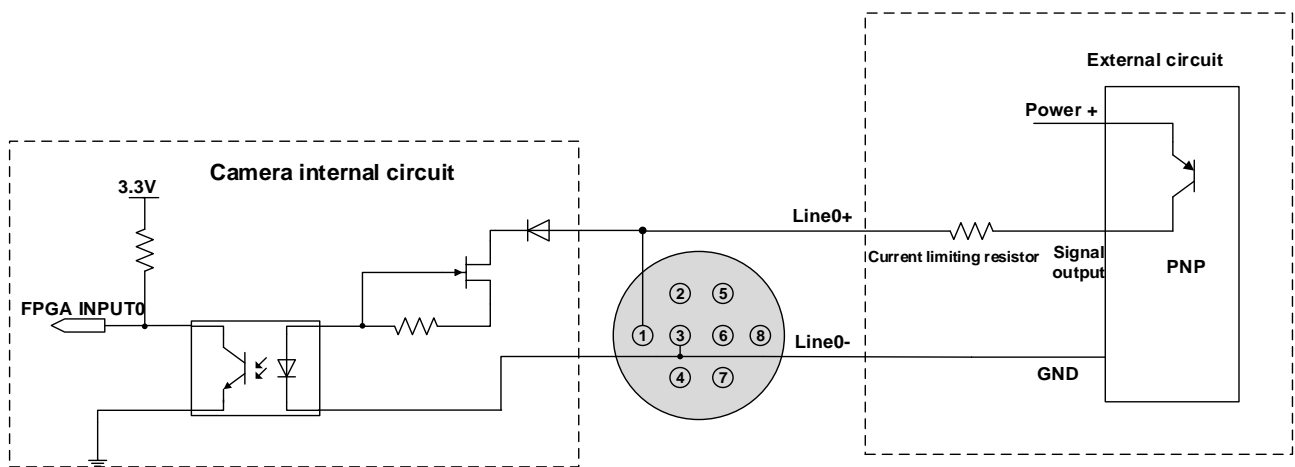 External circuit
Power +
Camera internal circuit
3.3V
Line0+
Current limiting resistor
Signal
output
PNP
FPGA INPUT0
2
5
1
3
6
8
Line0-
4
7
GND